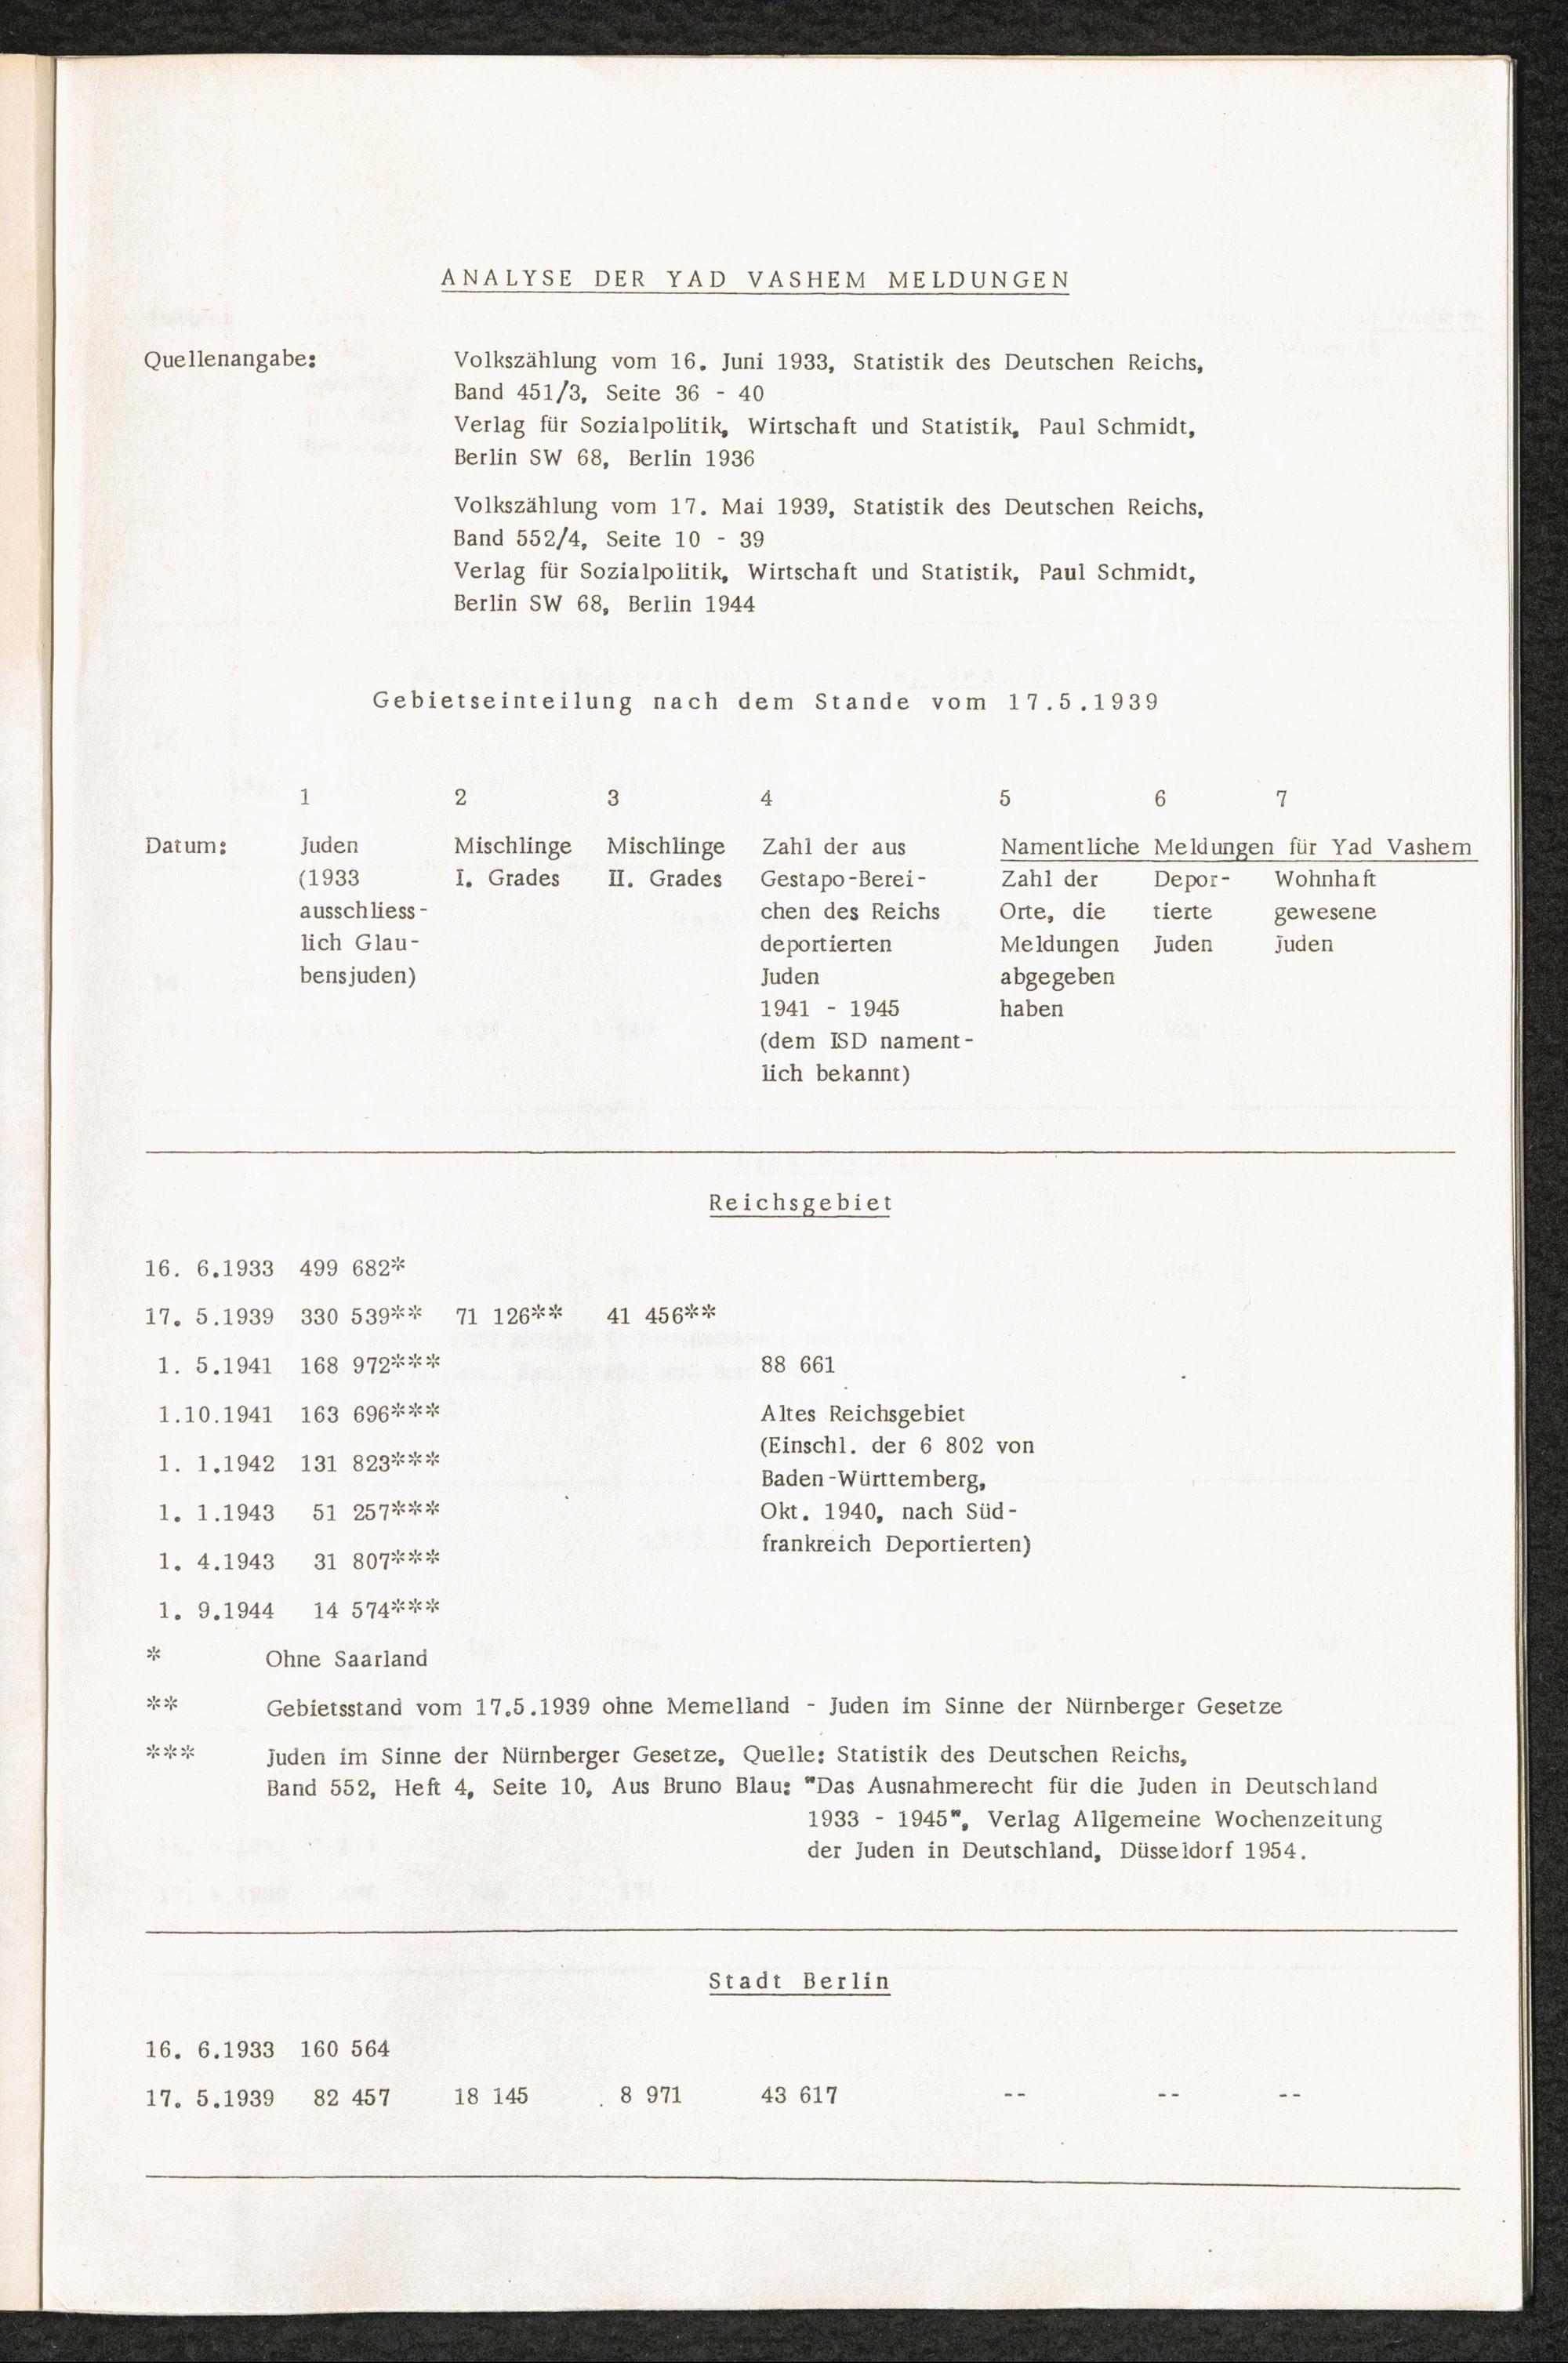 ANALYSE DER YAD VASHEM MELDUNGEN
Quellenangabe: Volkszählung vom 16. Juni 1933, Statistik des Deutschen Reichs,
Band 451/3, Seite 36 - 40
Verlag für Sozialpolitik, Wirtschaft und Statistik, Paul Schmidt,
Berlin SW 68, Berlin 1936
Volkszählung vom 17. Mai 1939, Statistik des Deutschen Reichs,
Band 552/4, Seite 10 - 39
Verlag für Sozialpolitik, Wirtschaft und Statistik, Paul Schmidt,
Berlin SW 68, Berlin 1944
Gebietseinteilung nach dem Stande vom 17.5.1939
1 2 3 4 5 6 7
Datum: Juden Mischlinge Mischlinge Zahl der aus Namentliche Meldungen für Yad Vashem
(1933 I. Grades II. Grades Gestapo-Berei- Zahl der Depor- Wohnhaft
ausschliess- chen des Reichs Orte, die tierte gewesene
lich Glau- deportierten Meldungen Juden Juden
bensjuden) Juden abgegeben
1941 - 1945 haben
(dem ISD nament-
lich bekannt)
Reichsgebiet
16. 6.1933 499 682*
17. 5.1939 330 539** 71 126** 41 456**
1. 5.1941 168 972*** 88 661
1.10.1941 163 696*** Altes Reichsgebiet
(Einschl. der 6 802 von
1. 1.1942 131 823*** Baden-Württemberg,
1. 1.1943 51 257*** Okt. 1940, nach Süd-
frankreich Deportierten)
1. 4.1943 31 807***
1. 9.1944 14 574***
* Ohne Saarland
** Gebietsstand vom 17.5.1939 ohne Memelland - Juden im Sinne der Nürnberger Gesetze
*** Juden im Sinne der Nürnberger Gesetze, Quelle: Statistik des Deutschen Reichs,
Band 552, Heft 4, Seite 10, Aus Bruno Blau: "Das Ausnahmerecht für die Juden in Deutschland
1933 - 1945", Verlag Allgemeine Wochenzeitung
der Juden in Deutschland, Düsseldorf 1954.
Stadt Berlin
16. 6.1933 160 564
17. 5.1939 82 457 18 145 8 971 43 617 -- -- --